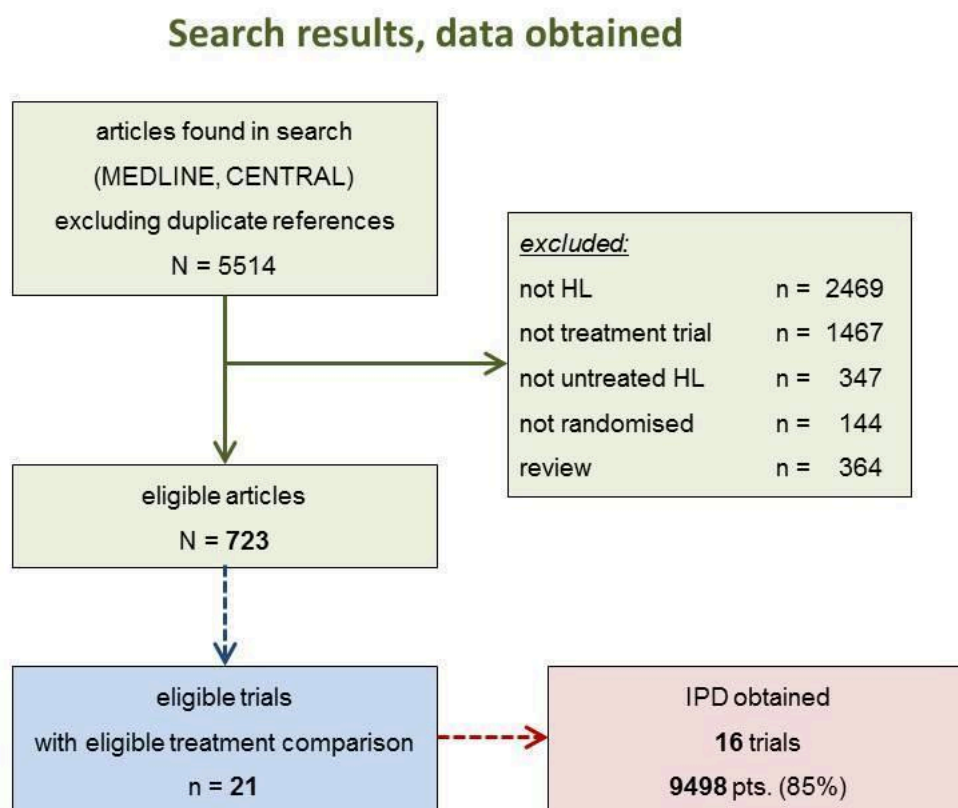 Search results, data obtained
articles found in search
(MEDLINE, CENTRAL)
excluding duplicate references
N = 5514
excluded:
not HL n = 2469
not treatment trial n = 1467
not untreated HL n = 347
not randomised n = 144
review n = 364
eligible articles
N = 723
eligible trials
with eligible treatment comparison
n = 21
IPD obtained
16 trials
9498 pts. (85%)